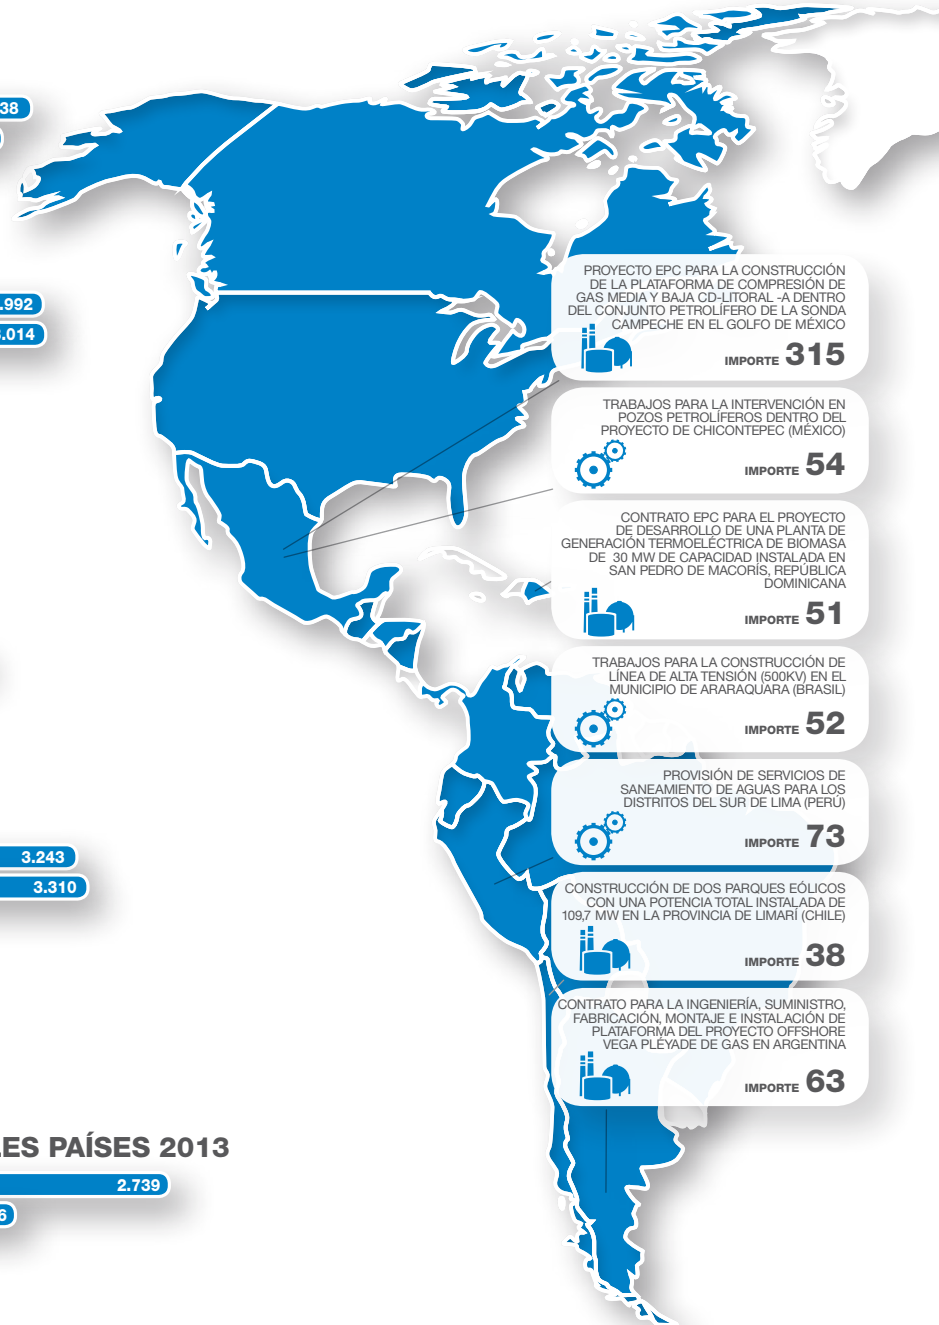 38
.992
3.014
PROYECTO EPC PARA LA CONSTRUCCIÓN
DE LA PLATAFORMA DE COMPRESIÓN DE
GAS MEDIA Y BAJA CD-LITORAL -A DENTRO
DEL CONJUNTO PETROLÍFERO DE LA SONDA
CAMPECHE EN EL GOLFO DE MÉXICO
IMPORTE 315
TRABAJOS PARA LA INTERVENCIÓN EN
POZOS PETROLÍFEROS DENTRO DEL
PROYECTO DE CHICONTEPEC (MÉXICO)
IMPORTE 54
CONTRATO EPC PARA EL PROYECTO
DE DESARROLLO DE UNA PLANTA DE
GENERACIÓN TERMOELÉCTRICA DE BIOMASA
DE 30 MW DE CAPACIDAD INSTALADA EN
SAN PEDRO DE MACORÍS, REPÚBLICA
DOMINICANA
IMPORTE 51
TRABAJOS PARA LA CONSTRUCCIÓN DE
LÍNEA DE ALTA TENSIÓN (500KV) EN EL
MUNICIPIO DE ARARAQUARA (BRASIL)
IMPORTE 52
PROVISIÓN DE SERVICIOS DE
SANEAMIENTO DE AGUAS PARA LOS
DISTRITOS DEL SUR DE LIMA (PERÚ)
IMPORTE 73
3.243
3.310
CONSTRUCCIÓN DE DOS PARQUES EÓLICOS
CON UNA POTENCIA TOTAL INSTALADA DE
109,7 MW EN LA PROVINCIA DE LIMARÍ (CHILE)
IMPORTE 38
CONTRATO PARA LA INGENIERÍA, SUMINISTRO,
FABRICACIÓN, MONTAJE E INSTALACIÓN DE
PLATAFORMA DEL PROYECTO OFFSHORE
VEGA PLÉYADE DE GAS EN ARGENTINA
IMPORTE 63
LES PAÍSES 2013
2.739
6